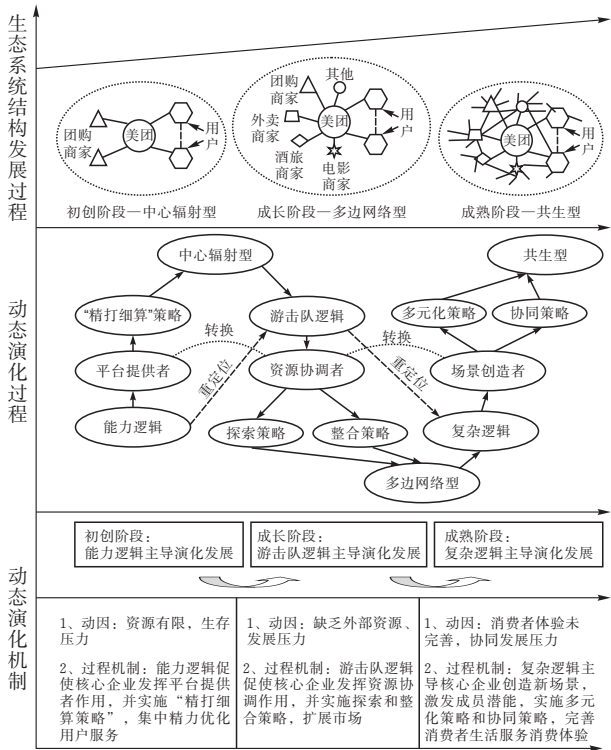 生态系统结构发展过程
团购
商家
美团
用
户
初创阶段—中心辐射型
团购
商家
其他
外卖
商家
美团
酒旅
商家
电影
商家
用
户
成长阶段—多边网络型
美团
用
户
成熟阶段—共生型
动态演化过程
中心辐射型
共生型
“精打细算”策略
游击队逻辑
多元化策略
协同策略
转换
转换
平台提供者
重定位
资源协调者
重定位
场景创造者
能力逻辑
探索策略
整合策略
复杂逻辑
多边网络型
动态演化机制
初创阶段：
能力逻辑主导演化发展
成长阶段：
游击队逻辑主导演化发展
成熟阶段：
复杂逻辑主导演化发展
1、动因：资源有限，生存
压力
2、过程机制：能力逻辑促
使核心企业发挥平台提供
者作用，并实施“精打细
算策略”，集中精力优化
用户服务
1、动因：缺乏外部资源、
发展压力
2、过程机制：游击队逻辑
促使核心企业发挥资源协
调作用，并实施探索和整
合策略，扩展市场
1、动因：消费者体验未
完善，协同发展压力
2、过程机制：复杂逻辑主
导核心企业创造新场景，
激发成员潜能，实施多元
化策略和协同策略，完善
消费者生活服务消费体验